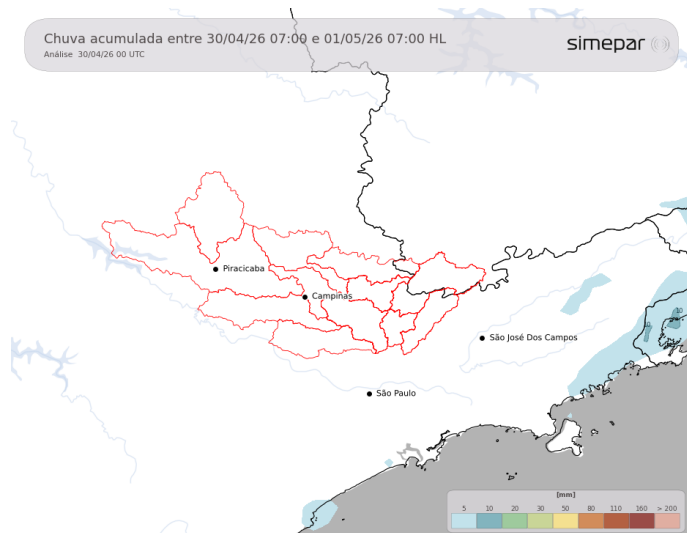 Chuva acumulada entre 30/04/26 07:00 e 01/05/26 07:00 HL
Análise 30/04/26 00 UTC
simepar
Piracicaba
Campinas
São José Dos Campos
São Paulo
10
10
[mm]
5 10 20 30 50 80 110 160 > 200